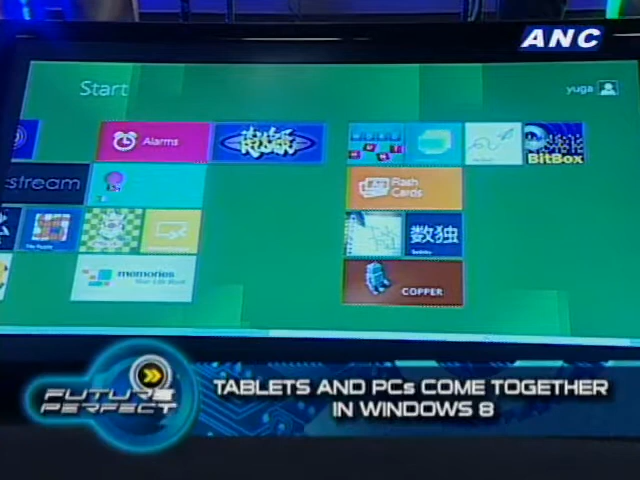 ANC
Start
yuga
Alarms
BitBox
stream
Flash
Cards
memories
数独
Sudoku
COPPER
FUTURE
PERFECT
TABLETS AND PCs COME TOGETHER
IN WINDOWS 8